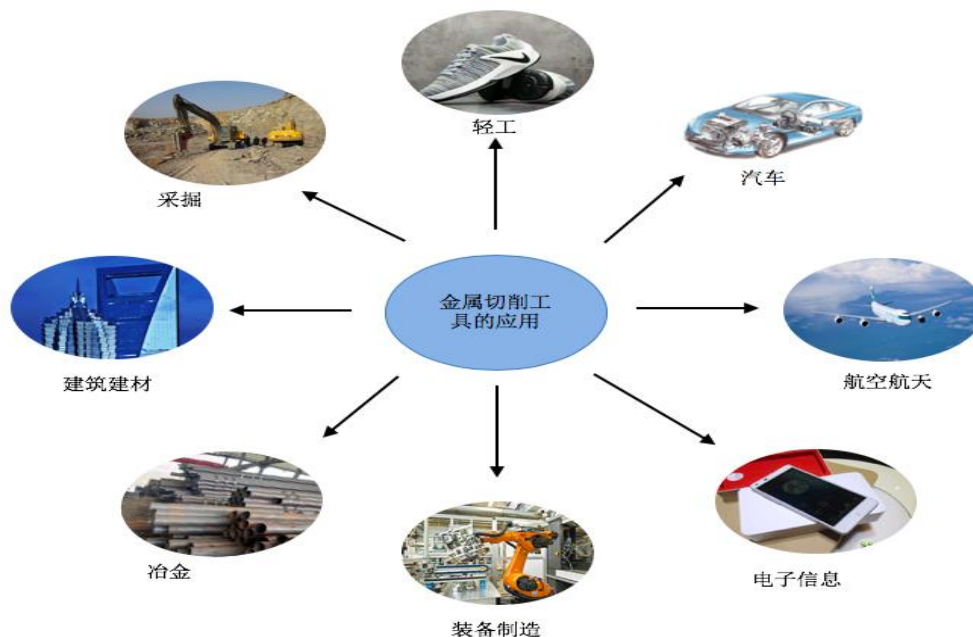 轻工
采掘
汽车
金属切削工
具的应用
建筑建材
航空航天
冶金
电子信息
装备制造